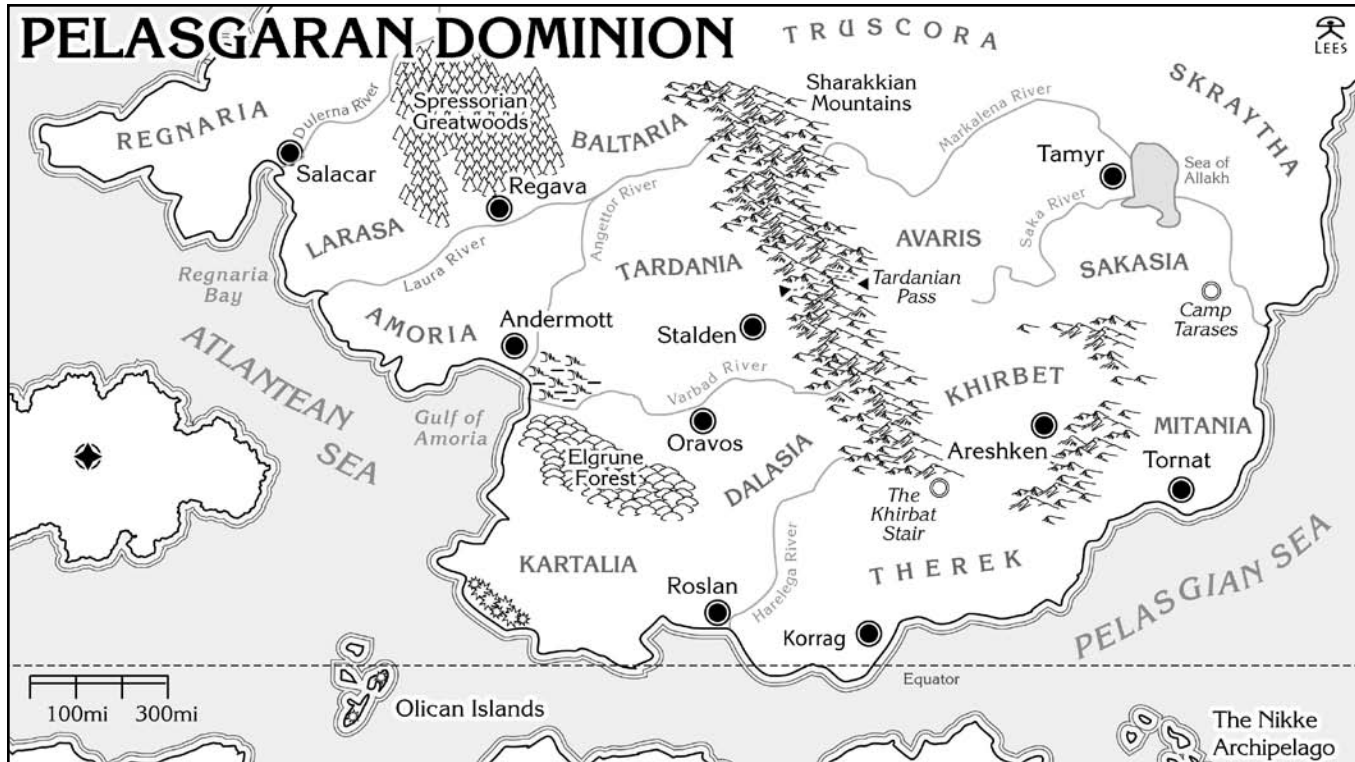 PELASGARAN DOMINION
TRUSCORA
LEES
SKRAYTHA
REGNARIA
Dulerna River
Spressorian
Greatwoods
BALTARIA
Sharakkian
Mountains
Markalena River
Salacar
Tamyr
Sea of
Allakh
Regava
LARASA
Laura River
Angettor River
TARDANIA
AVARIS
Saka River
SAKASIA
Regnaria
Bay
Tardanian
Pass
Camp
Tarases
AMORIA
Andermott
Stalden
ATLANTEAN
SEA
Gulf of
Amoria
Varbad River
KHIRBET
Oravos
Areshken
MITANIA
Elgrune
Forest
DALASIA
Tornat
The
Khirbat
Stair
KARTALIA
Harelega River
THEREK
PELASGIAN SEA
Roslan
Korrag
Equator
100mi
300mi
Olican Islands
The Nikke
Archipelago